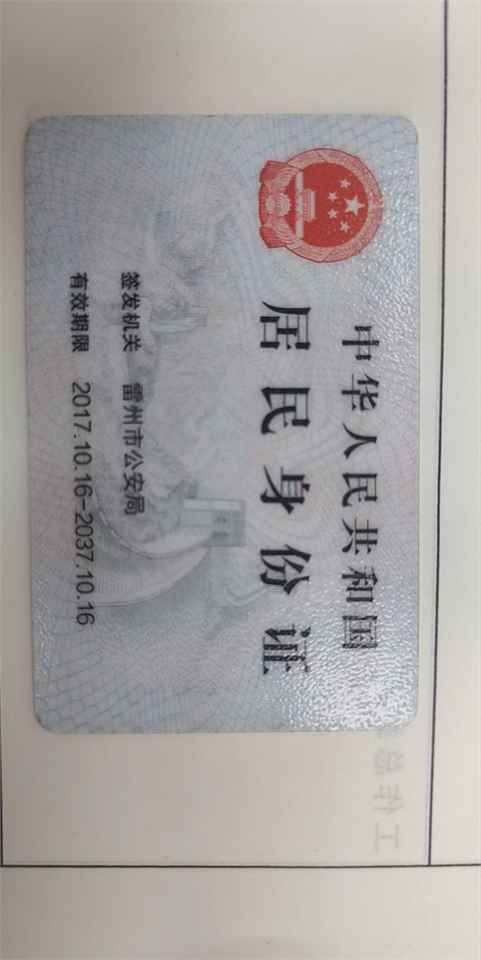 中华人民共和国
居民身份证
签发机关 雷州市公安局
有效期限 2017.10.16-2037.10.16